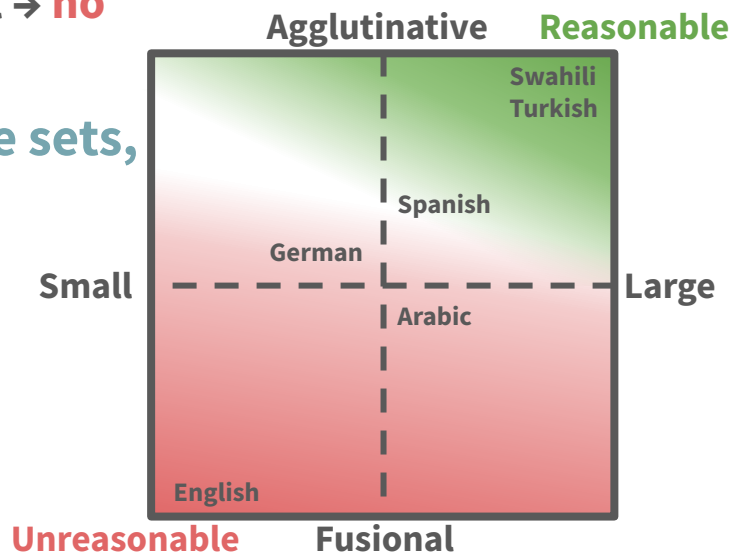 → no
Agglutinative Reasonable
Swahili
Turkish
e sets,
Spanish
German
Small Large
Arabic
English
Unreasonable Fusional